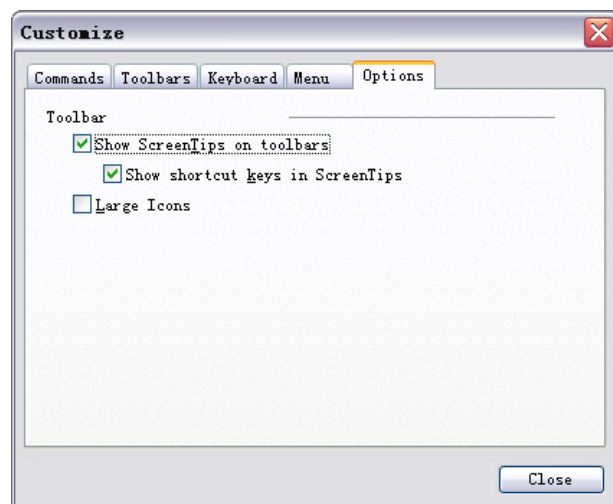 Customize
Commands Toolbars Keyboard Menu Options
Toolbar
Show ScreenTips on toolbars
Show shortcut keys in ScreenTips
Large Icons
Close